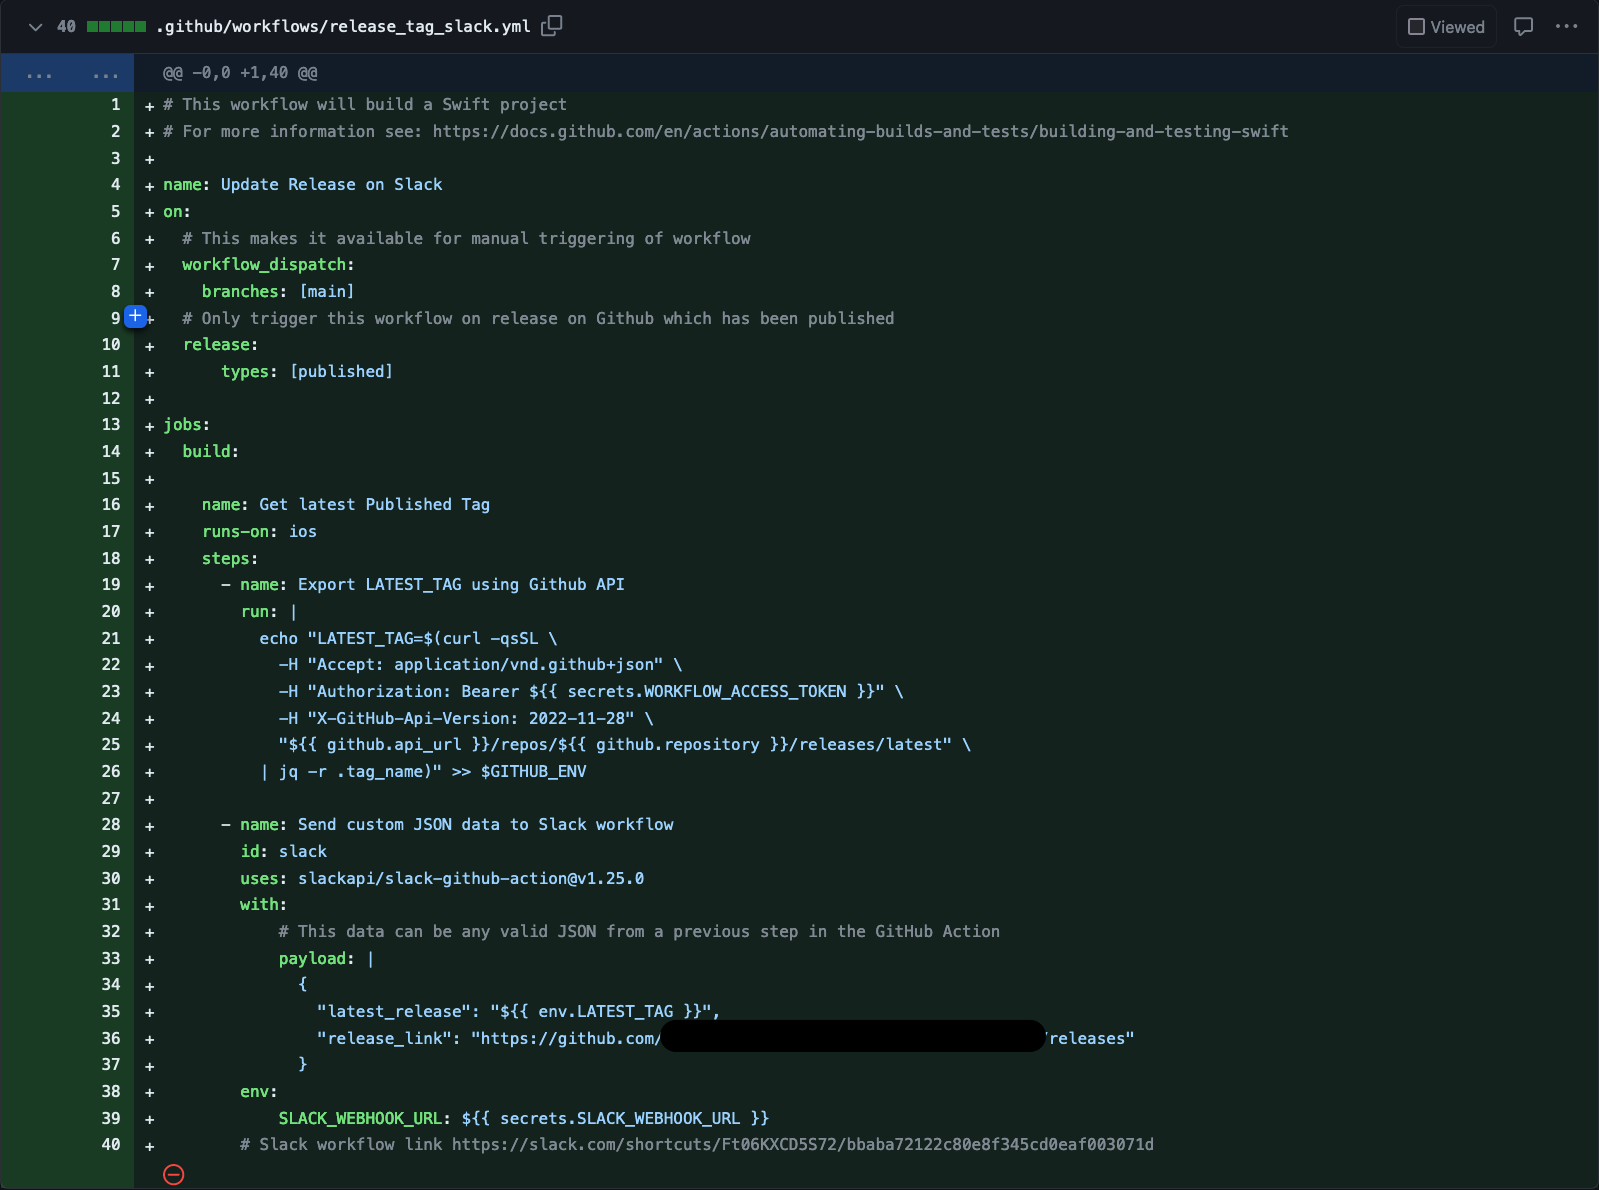 40 .github/workflows/release_tag_slack.yml Viewed ...
... ... @@ -0,0 +1,40 @@
1 + # This workflow will build a Swift project
2 + # For more information see: https://docs.github.com/en/actions/automating-builds-and-tests/building-and-testing-swift
3 +
4 + name: Update Release on Slack
5 + on:
6 +   # This makes it available for manual triggering of workflow
7 +   workflow_dispatch:
8 +     branches: [main]
9 +   # Only trigger this workflow on release on Github which has been published
10 +   release:
11 +       types: [published]
12 +
13 + jobs:
14 +   build:
15 +
16 +     name: Get latest Published Tag
17 +     runs-on: ios
18 +     steps:
19 +       - name: Export LATEST_TAG using Github API
20 +         run: |
21 +           echo "LATEST_TAG=$(curl -qsSL \
22 +             -H "Accept: application/vnd.github+json" \
23 +             -H "Authorization: Bearer ${{ secrets.WORKFLOW_ACCESS_TOKEN }}" \
24 +             -H "X-GitHub-Api-Version: 2022-11-28" \
25 +             "${{ github.api_url }}/repos/${{ github.repository }}/releases/latest" \
26 +           | jq -r .tag_name)" >> $GITHUB_ENV
27 +
28 +       - name: Send custom JSON data to Slack workflow
29 +         id: slack
30 +         uses: slackapi/slack-github-action@v1.25.0
31 +         with:
32 +             # This data can be any valid JSON from a previous step in the GitHub Action
33 +             payload: |
34 +               {
35 +                 "latest_release": "${{ env.LATEST_TAG }}",
36 +                 "release_link": "https://github.com/ /releases"
37 +               }
38 +         env:
39 +             SLACK_WEBHOOK_URL: ${{ secrets.SLACK_WEBHOOK_URL }}
40 +         # Slack workflow link https://slack.com/shortcuts/Ft06KXCD5S72/bbaba72122c80e8f345cd0eaf003071d